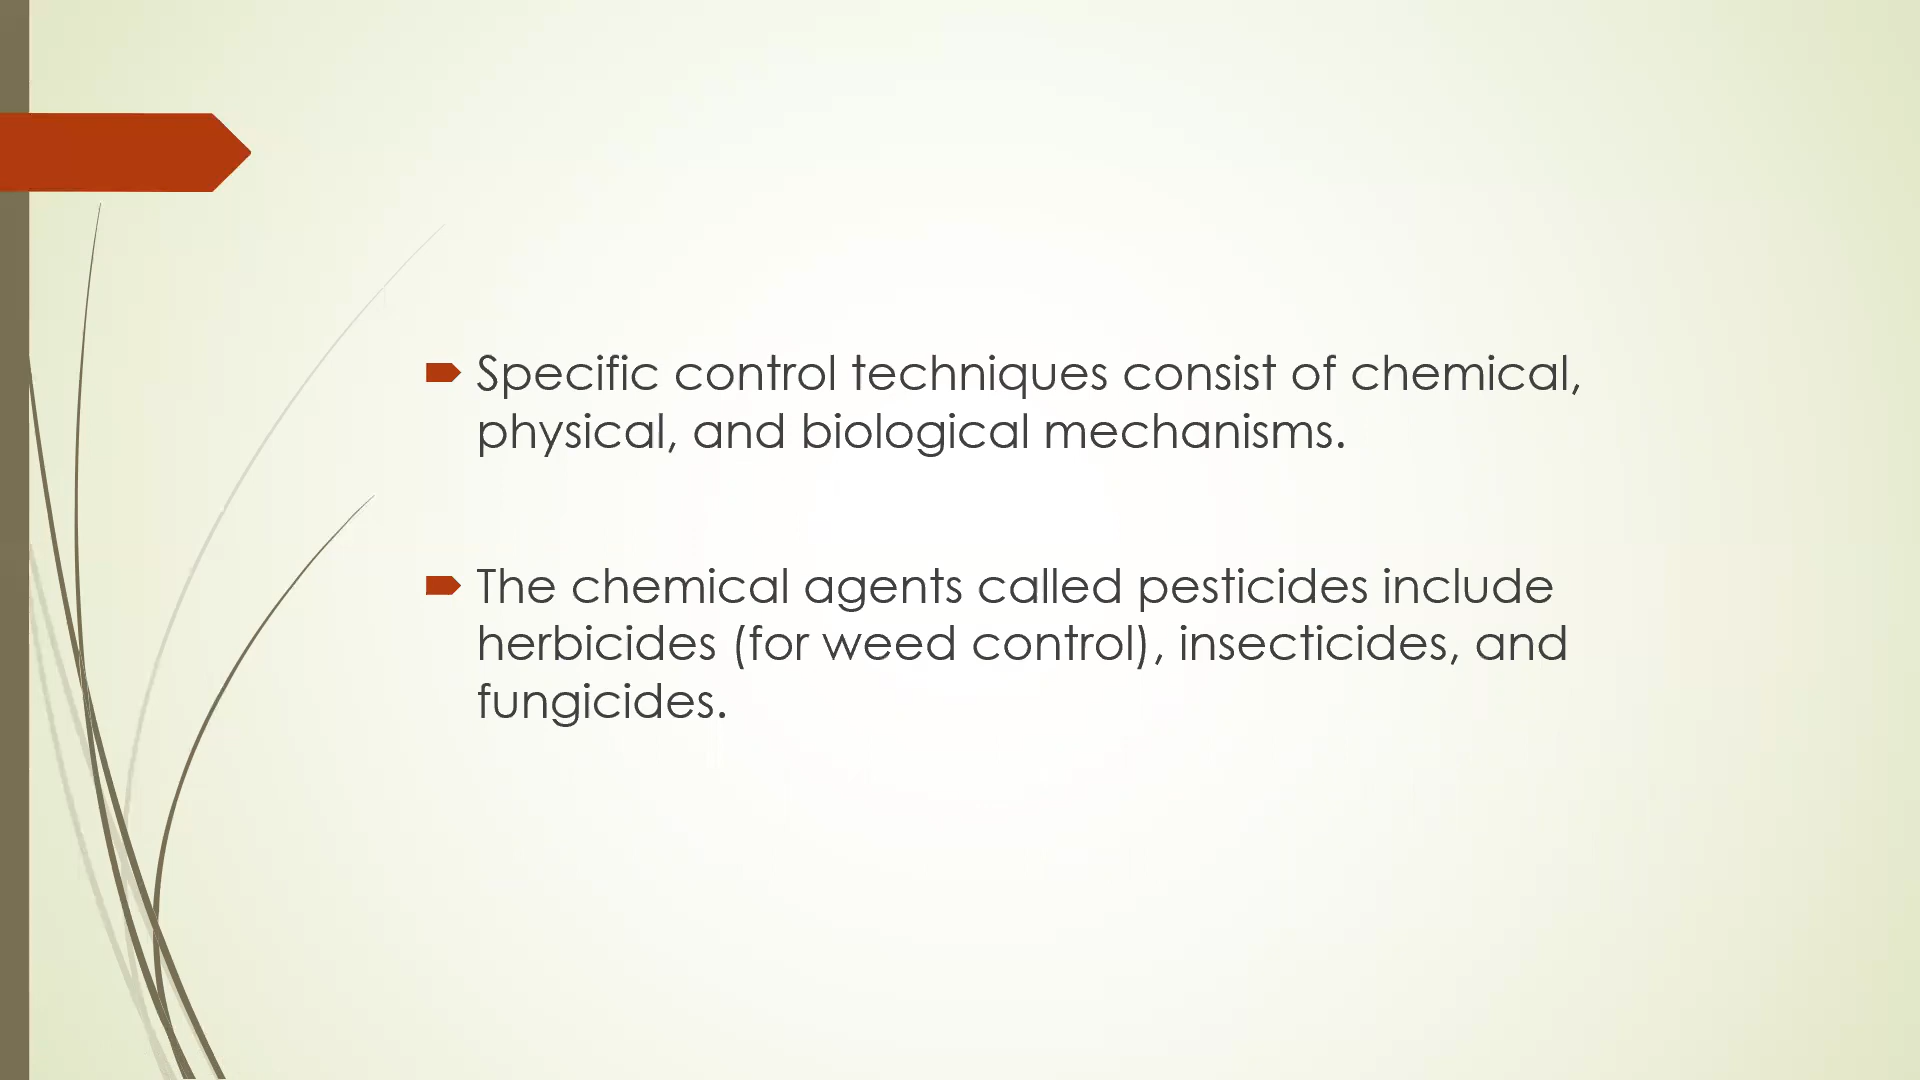 Specific control techniques consist of chemical,
physical, and biological mechanisms.
The chemical agents called pesticides include
herbicides (for weed control), insecticides, and
fungicides.